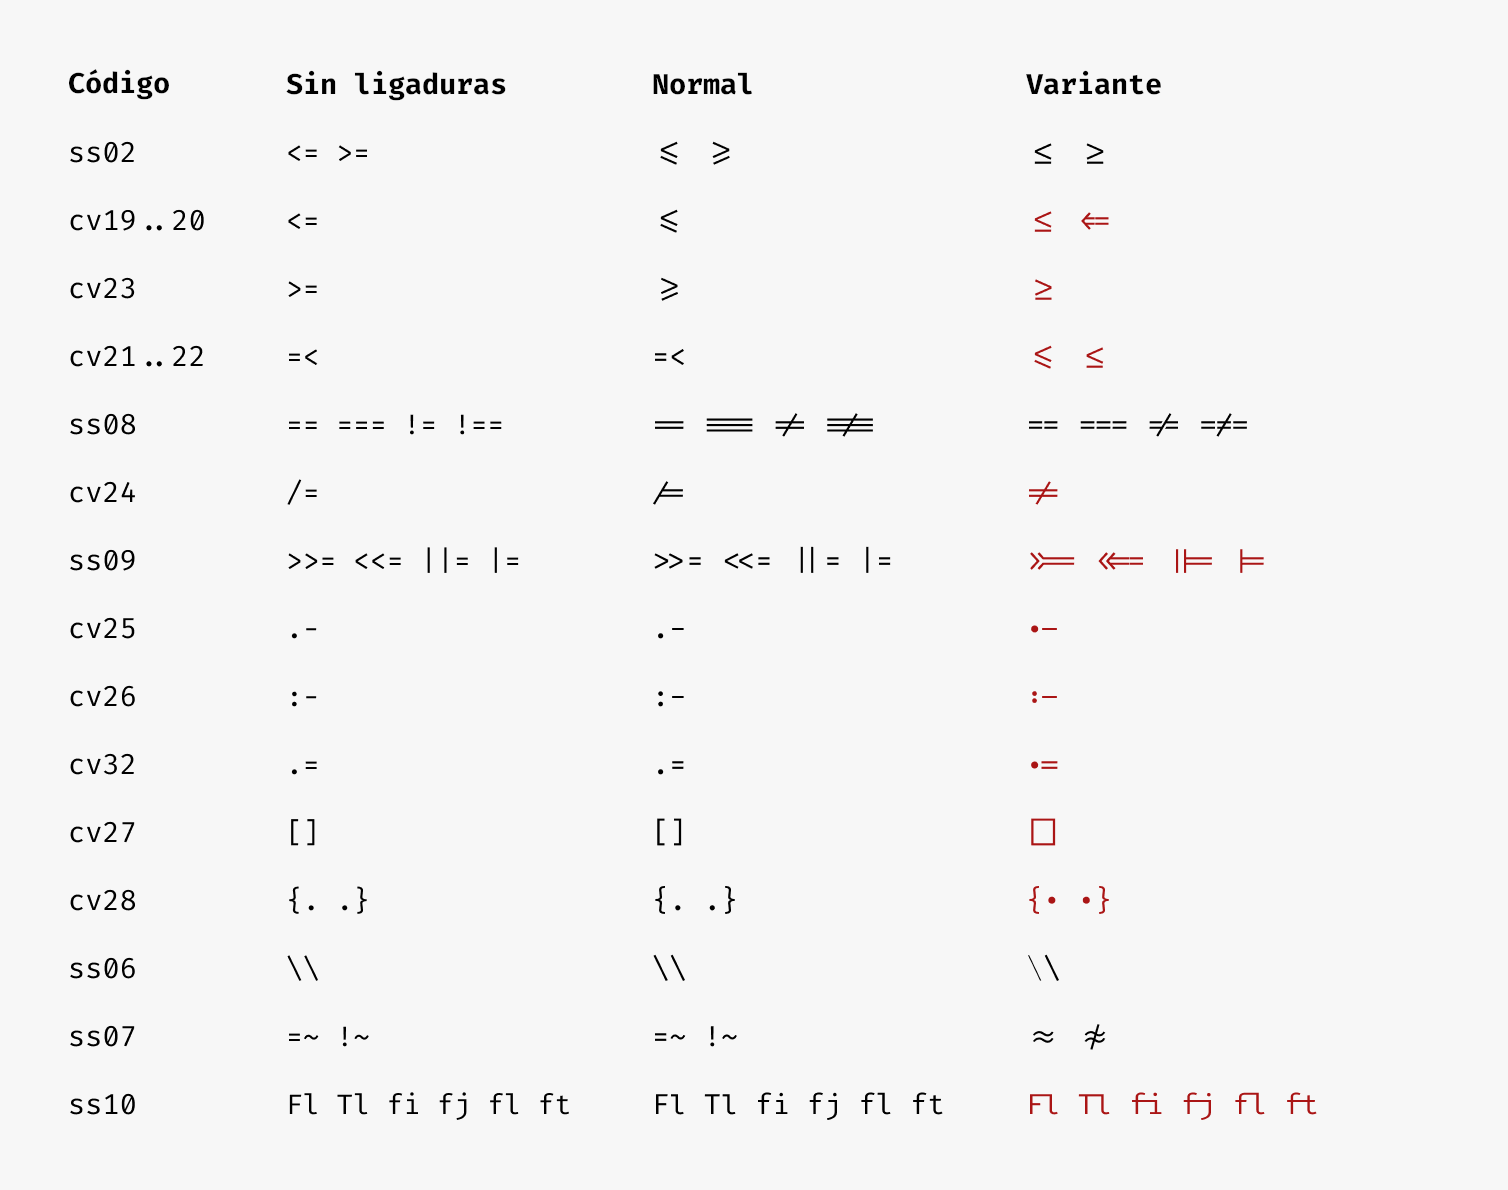 Código Sin ligaduras Normal Variante
ss02 <= >= ⩽ ⩾ ≤ ≥
cv19..20 <= ⩽ ≤ ⇐
cv23 >= ⩾ ≥
cv21..22 =< =< ⩽ ≤
ss08 == === != !== == === != !== == === != !==
cv24 /= /= ≠
ss09 >>= <<= ||= |= >>= <<= ||= |= >>= <<= ||= |=
cv25 .- .- •-
cv26 :- :- :-
cv32 .= .= •=
cv27 [] [] []
cv28 {. .} {. .} {• •}
ss06 \\ \\ \\
ss07 =~ !~ =~ !~ ≈ ≉
ss10 Fl Tl fi fj fl ft Fl Tl fi fj fl ft Fl Tl fi fj fl ft